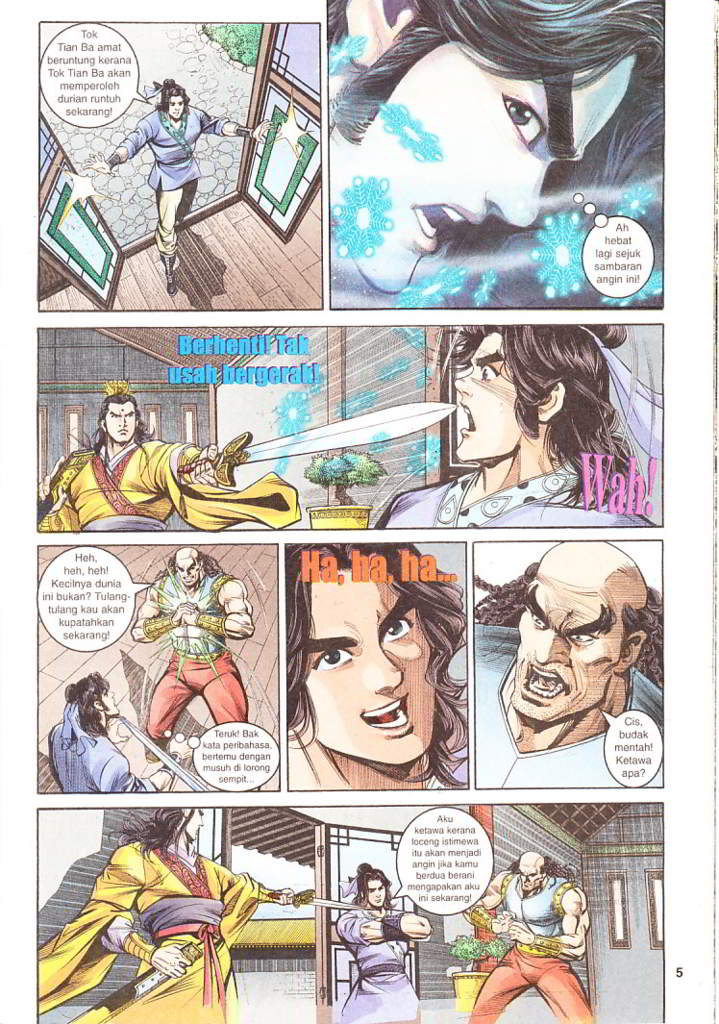 Tok
Tian Ba amat
beruntung kerana
Tok Tian Ba akan
memperoleh
durian runtuh
sekarang!
Ah
hebat
lagi sejuk
sambaran
angin ini!
Berhenti! Tak
usah bergerak!
Wah!
Heh,
heh, heh!
Kecilnya dunia
ini bukan? Tulang-
tulang kau akan
kupatahkan
sekarang!
Teruk! Bak
kata peribahasa,
bertemu dengan
musuh di lorong
sempit...
Ha, ha, ha...
Cis,
budak
mentah!
Ketawa
apa?
Aku
ketawa kerana
loceng istimewa
itu akan menjadi
angin jika kamu
berdua berani
mengapakan aku
ini sekarang!
5